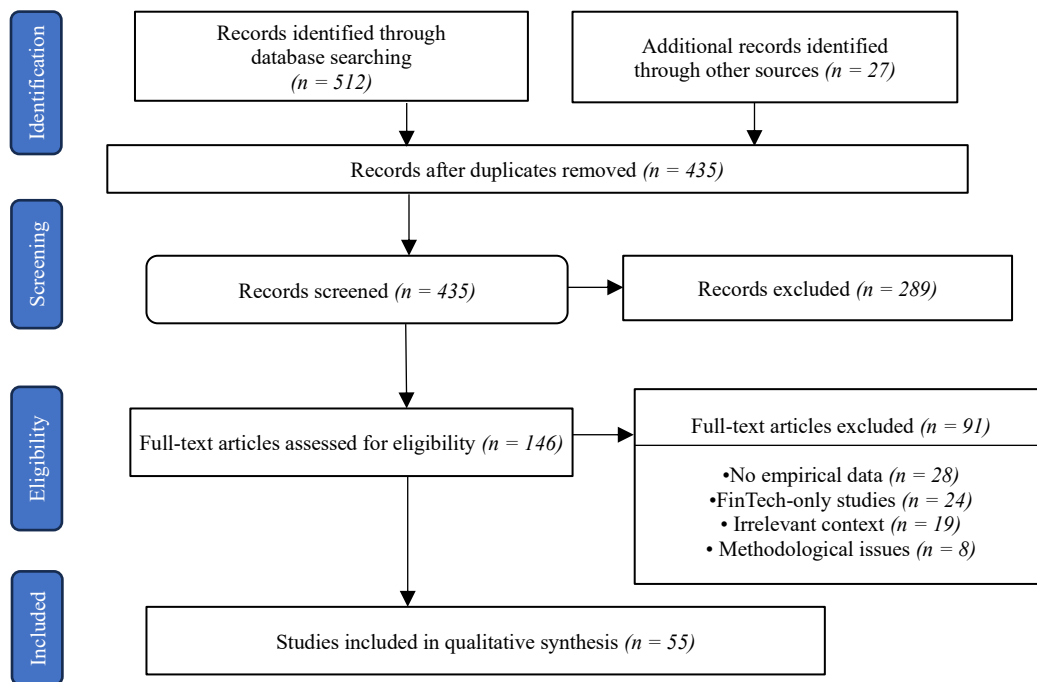 Identification
Records identified through
database searching
(n = 512)
Additional records identified
through other sources (n = 27)
Records after duplicates removed (n = 435)
Screening
Records screened (n = 435)
Records excluded (n = 289)
Eligibility
Full-text articles assessed for eligibility (n = 146)
Full-text articles excluded (n = 91)
•No empirical data (n = 28)
•FinTech-only studies (n = 24)
• Irrelevant context (n = 19)
• Methodological issues (n = 8)
Included
Studies included in qualitative synthesis (n = 55)